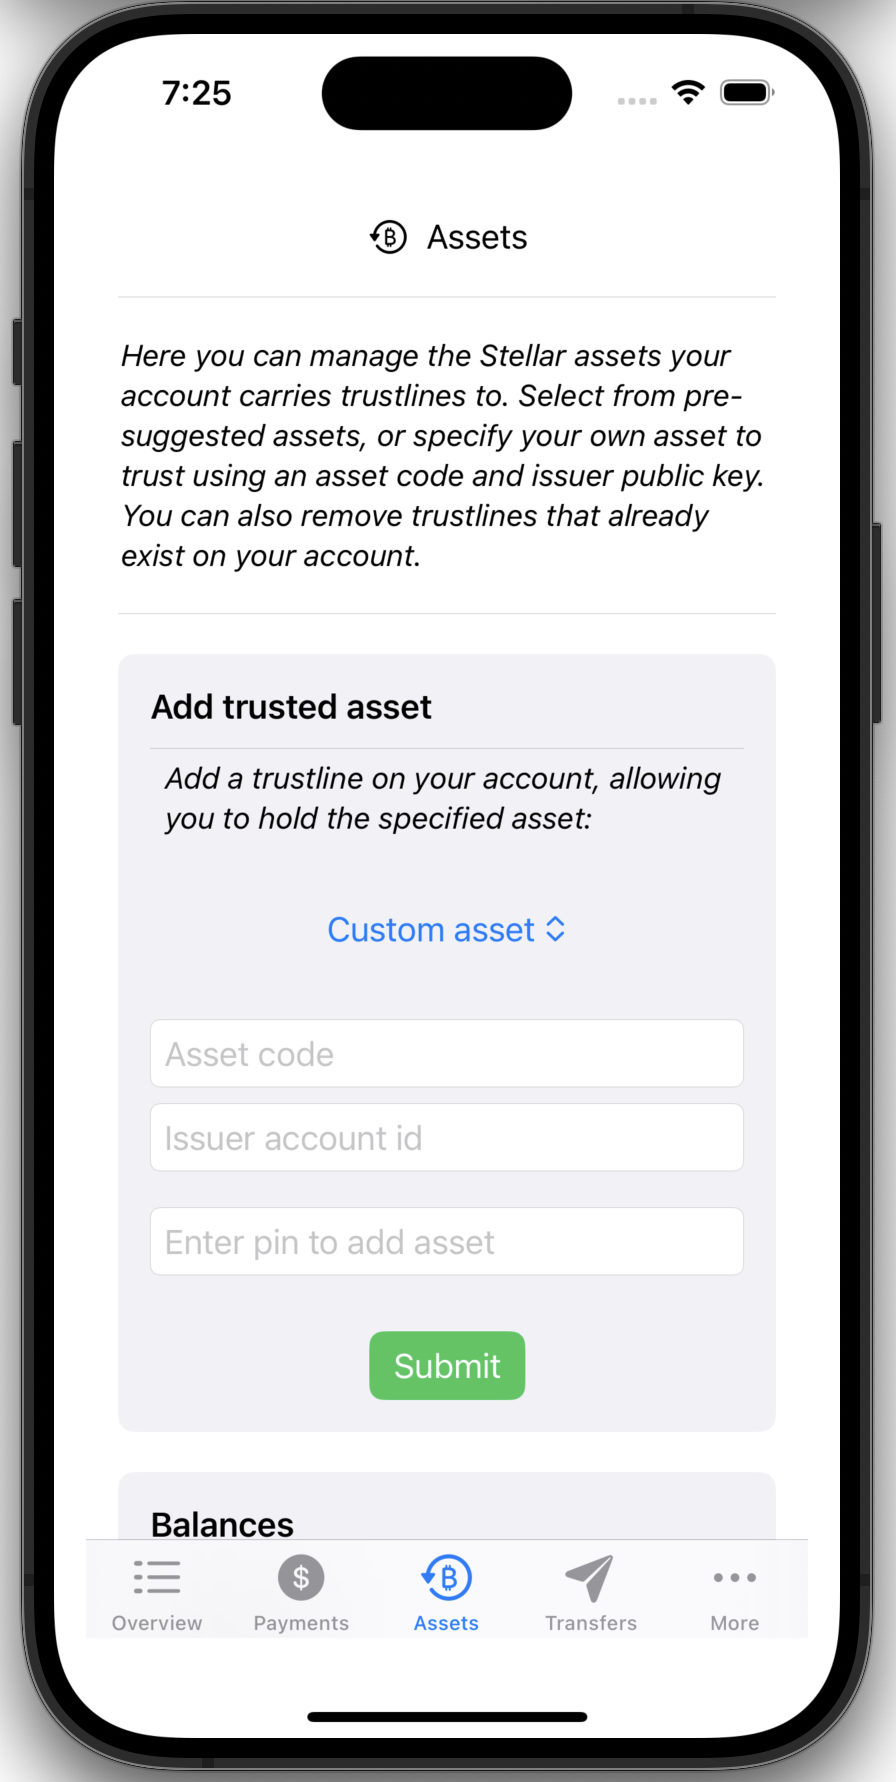 7:25
Assets
Here you can manage the Stellar assets your
account carries trustlines to. Select from pre-
suggested assets, or specify your own asset to
trust using an asset code and issuer public key.
You can also remove trustlines that already
exist on your account.
Add trusted asset
Add a trustline on your account, allowing
you to hold the specified asset:
Custom asset
Asset code
Issuer account id
Enter pin to add asset
Submit
Balances
Overview Payments Assets Transfers More